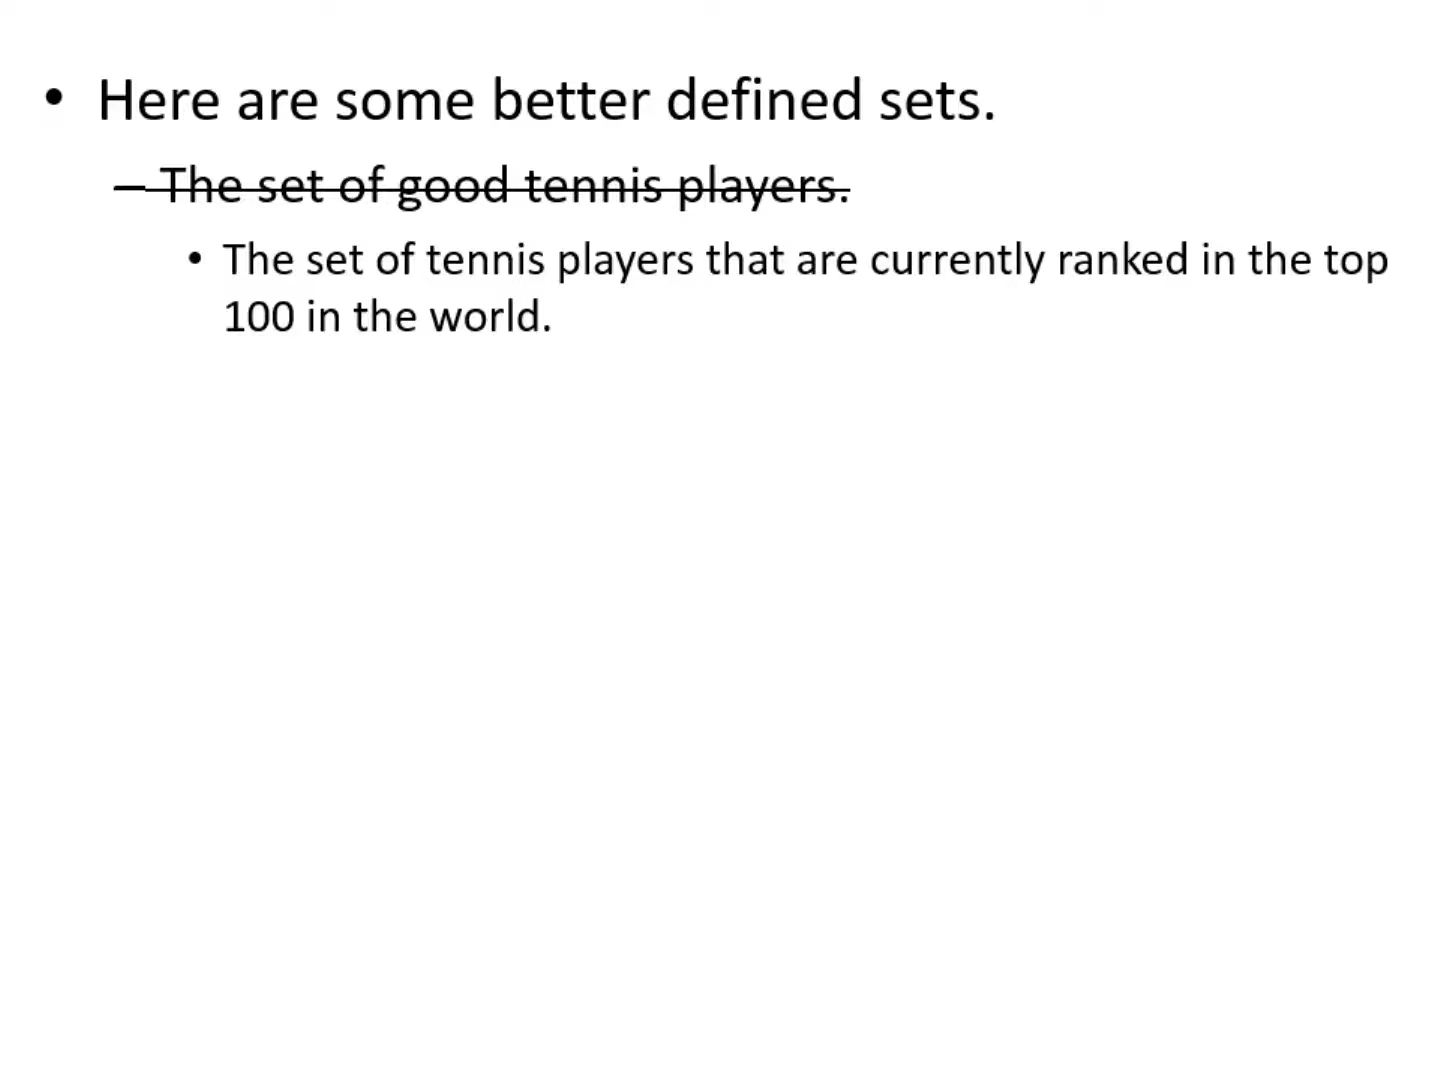 • Here are some better defined sets.
– The set of good tennis players.
• The set of tennis players that are currently ranked in the top
100 in the world.